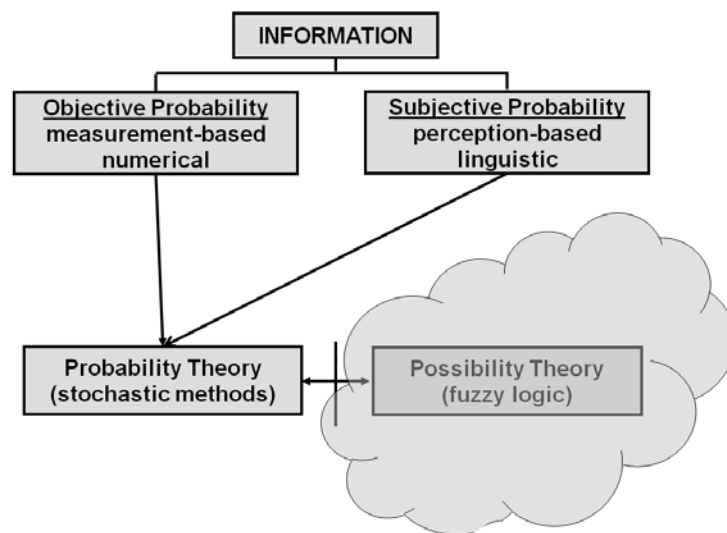 INFORMATION
Objective Probability
measurement-based
numerical
Subjective Probability
perception-based
linguistic
Probability Theory
(stochastic methods)
Possibility Theory
(fuzzy logic)